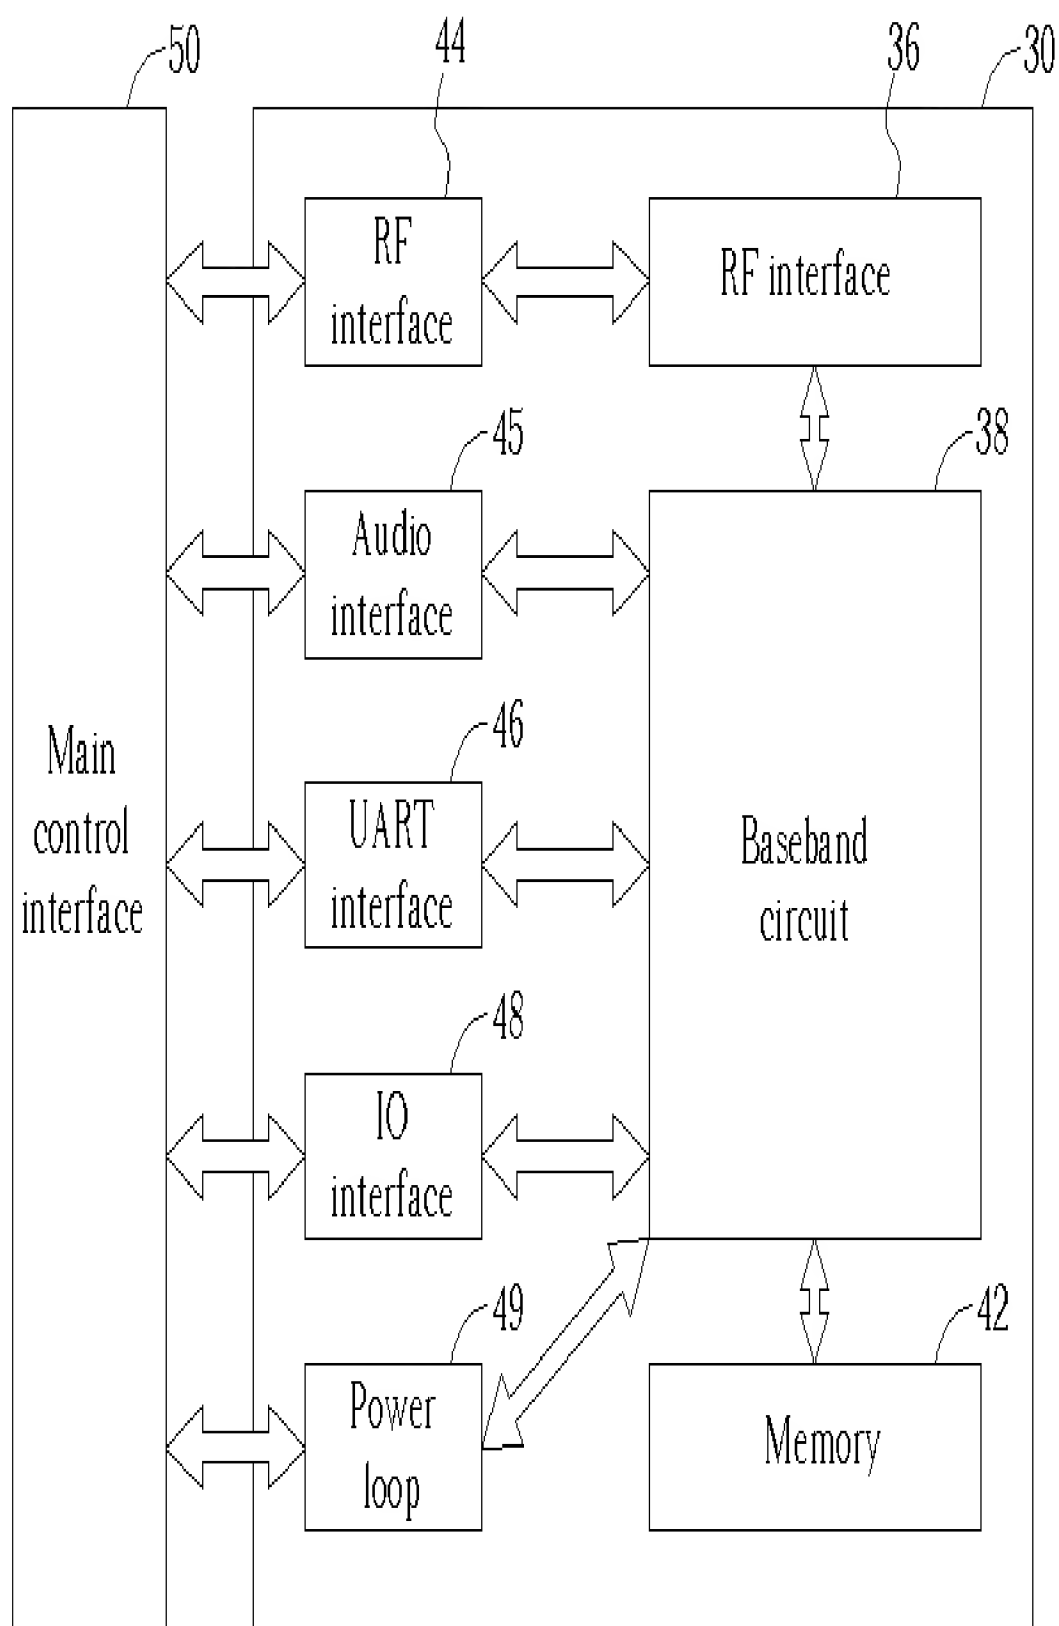 50
44
36
30
RF
interface
RF interface
45
38
Audio
interface
46
Main
control
interface
UART
interface
Baseband
circuit
48
IO
interface
49
42
Power
loop
Memory